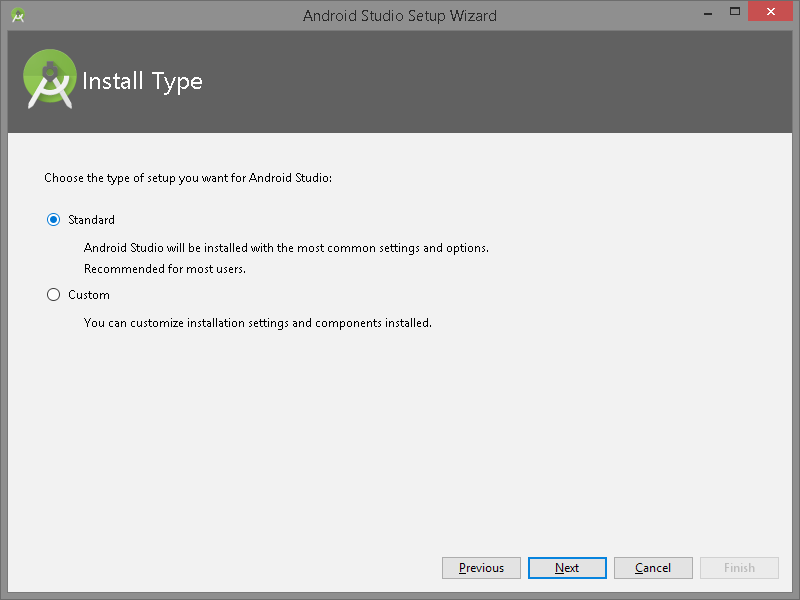 Android Studio Setup Wizard
Install Type
Choose the type of setup you want for Android Studio:
Standard
Android Studio will be installed with the most common settings and options.
Recommended for most users.
Custom
You can customize installation settings and components installed.
Previous
Next
Cancel
Finish